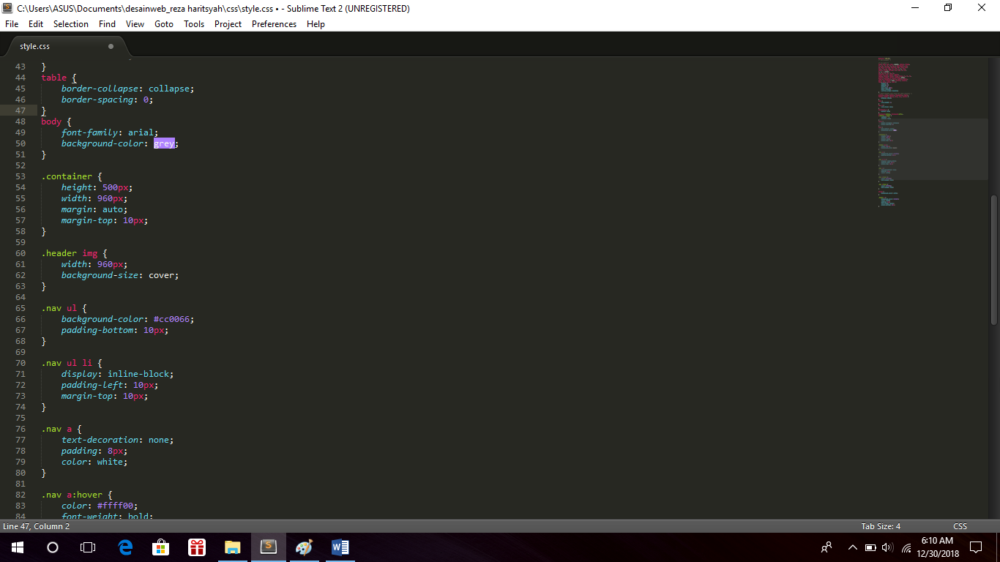 C:\Users\ASUS\Documents\desainweb_reza haritsyah\css\style.css • - Sublime Text 2 (UNREGISTERED)
File Edit Selection Find View Goto Tools Project Preferences Help
style.css
43 }
44 table {
45     border-collapse: collapse;
46     border-spacing: 0;
47 }
48 body {
49     font-family: arial;
50     background-color: grey;
51 }
52
53 .container {
54     height: 500px;
55     width: 960px;
56     margin: auto;
57     margin-top: 10px;
58 }
59
60 .header img {
61     width: 960px;
62     background-size: cover;
63 }
64
65 .nav ul {
66     background-color: #cc0066;
67     padding-bottom: 10px;
68 }
69
70 .nav ul li {
71     display: inline-block;
72     padding-left: 10px;
73     margin-top: 10px;
74 }
75
76 .nav a {
77     text-decoration: none;
78     padding: 8px;
79     color: white;
80 }
81
82 .nav a:hover {
83     color: #ffff00;
84     font-weight: bold;
Line 47, Column 2 Tab Size: 4 CSS
6:10 AM
12/30/2018